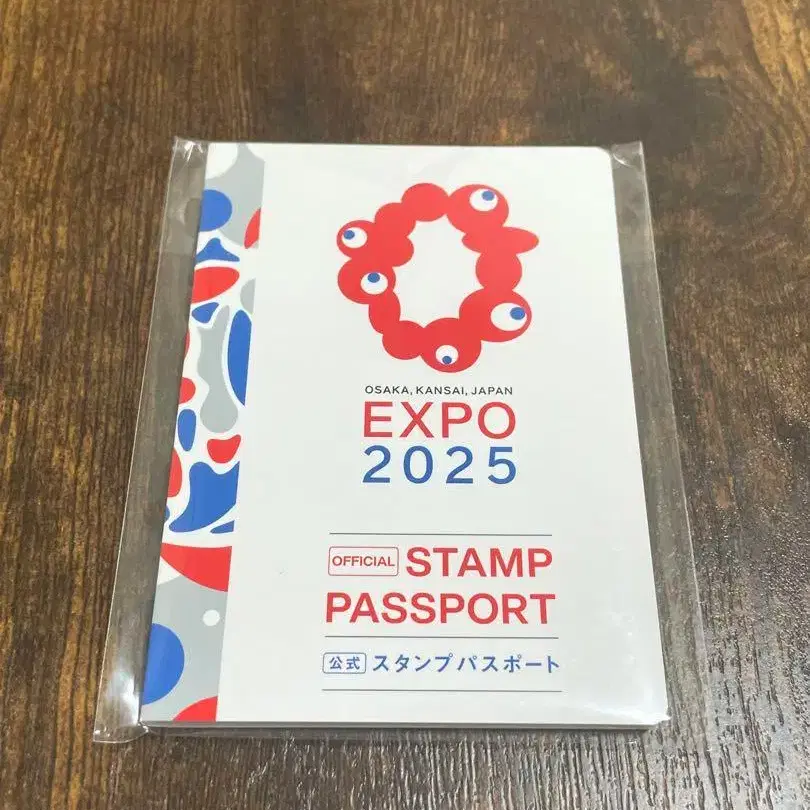 OSAKA, KANSAI, JAPAN
EXPO
2025
OFFICIAL STAMP
PASSPORT
公式 スタンプパスポート